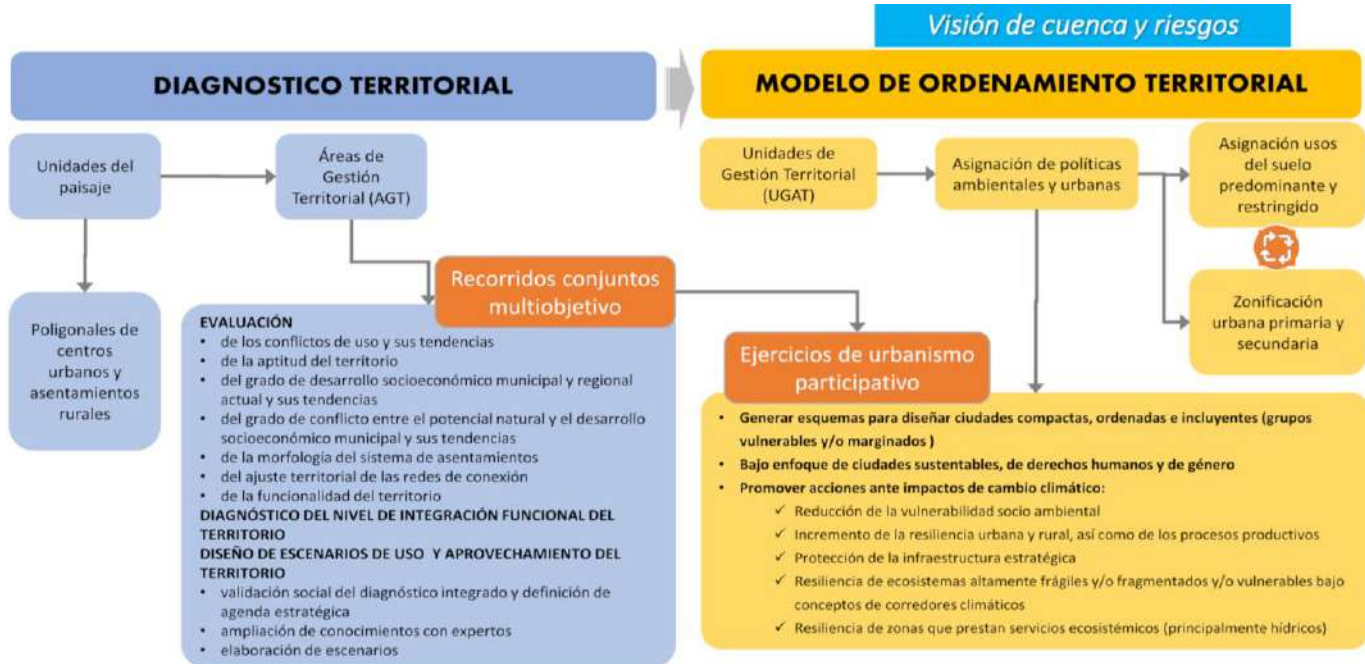 Visión de cuenca y riesgos
DIAGNOSTICO TERRITORIAL
MODELO DE ORDENAMIENTO TERRITORIAL
Unidades del
paisaje
Áreas de
Gestión
Territorial (AGT)
Poligonales de
centros
urbanos y
asentamientos
rurales
Recorridos conjuntos
multiobjetivo
EVALUACIÓN
• de los conflictos de uso y sus tendencias
• de la aptitud del territorio
• del grado de desarrollo socioeconómico municipal y regional
actual y sus tendencias
• del grado de conflicto entre el potencial natural y el desarrollo
socioeconómico municipal y sus tendencias
• de la morfología del sistema de asentamientos
• del ajuste territorial de las redes de conexión
• de la funcionalidad del territorio
DIAGNÓSTICO DEL NIVEL DE INTEGRACIÓN FUNCIONAL DEL
TERRITORIO
DISEÑO DE ESCENARIOS DE USO Y APROVECHAMIENTO DEL
TERRITORIO
• validación social del diagnóstico integrado y definición de
agenda estratégica
• ampliación de conocimientos con expertos
• elaboración de escenarios
Unidades de
Gestión Territorial
(UGAT)
Asignación de políticas
ambientales y urbanas
Asignación usos
del suelo
predominante y
restringido
Zonificación
urbana primaria y
secundaria
Ejercicios de urbanismo
participativo
• Generar esquemas para diseñar ciudades compactas, ordenadas e incluyentes (grupos
vulnerables y/o marginados )
• Bajo enfoque de ciudades sustentables, de derechos humanos y de género
• Promover acciones ante impactos de cambio climático:
✓ Reducción de la vulnerabilidad socio ambiental
✓ Incremento de la resiliencia urbana y rural, así como de los procesos productivos
✓ Protección de la infraestructura estratégica
✓ Resiliencia de ecosistemas altamente frágiles y/o fragmentados y/o vulnerables bajo
conceptos de corredores climáticos
✓ Resiliencia de zonas que prestan servicios ecosistémicos (principalmente hídricos)